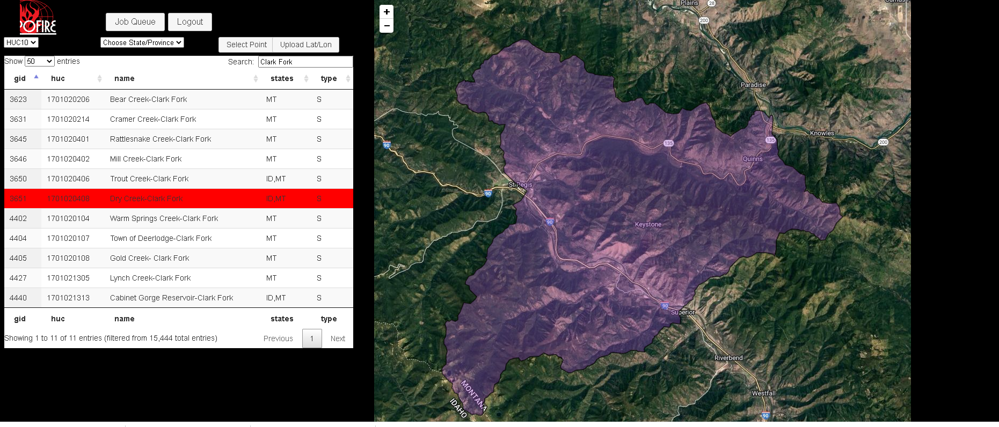 POFIRE
Job Queue Logout
HUC10 Choose State/Province Select Point Upload Lat/Lon
Show 50 entries Search: Clark Fork
gid huc name states type
3623 1701020206 Bear Creek-Clark Fork MT S
3631 1701020214 Cramer Creek-Clark Fork MT S
3645 1701020401 Rattlesnake Creek-Clark Fork MT S
3646 1701020402 Mill Creek-Clark Fork MT S
3650 1701020406 Trout Creek-Clark Fork ID,MT S
3651 1701020408 Dry Creek-Clark Fork ID,MT S
4402 1701020104 Warm Springs Creek-Clark Fork MT S
4404 1701020107 Town of Deerlodge-Clark Fork MT S
4405 1701020108 Gold Creek- Clark Fork MT S
4427 1701021305 Lynch Creek-Clark Fork MT S
4440 1701021313 Cabinet Gorge Reservoir-Clark Fork ID,MT S
gid huc name states type
Showing 1 to 11 of 11 entries (filtered from 15,444 total entries) Previous 1 Next
+
−
Plains
28
200
Paradise
Knowles
200
135
135
90
Quinns
St Regis
90
90
Keystone
90
Superior
Riverbend
MONTANA
IDAHO
Westfall
90